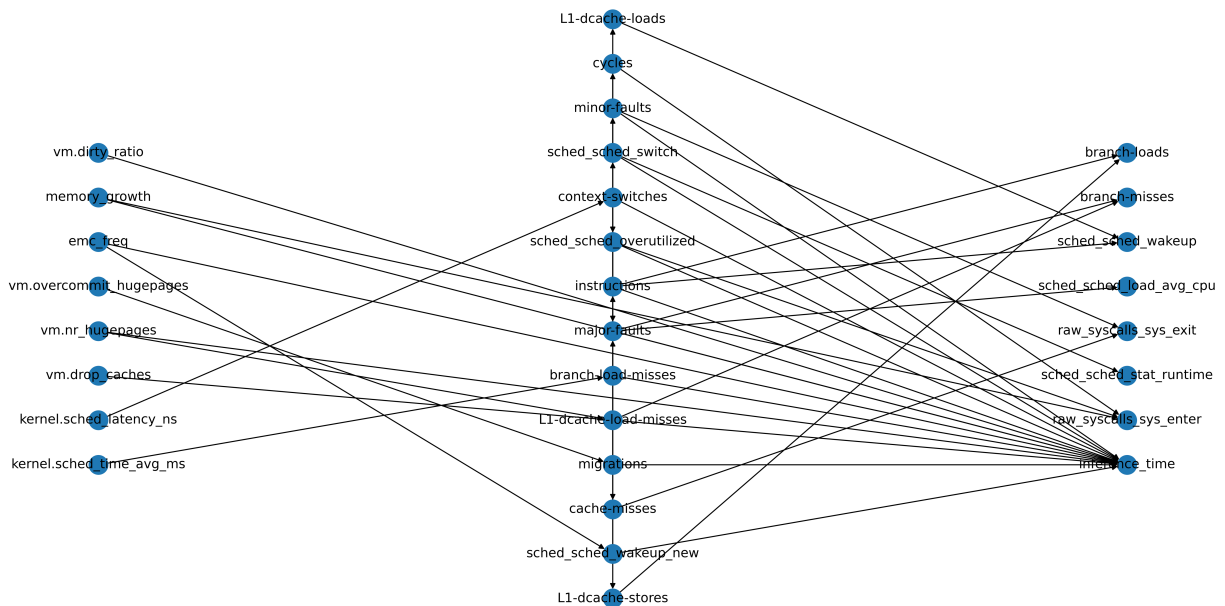 L1-dcache-loads
cycles
minor-faults
vm.dirty_ratio
sched_sched_switch
branch-loads
memory_growth
context-switches
branch-misses
emc_freq
sched_sched_overutilized
sched_sched_wakeup
vm.overcommit_hugepages
instructions
sched_sched_load_avg_cpu
vm.nr_hugepages
major-faults
raw_syscalls_sys_exit
vm.drop_caches
branch-load-misses
sched_sched_stat_runtime
kernel.sched_latency_ns
L1-dcache-load-misses
raw_syscalls_sys_enter
kernel.sched_time_avg_ms
migrations
inference_time
cache-misses
sched_sched_wakeup_new
L1-dcache-stores